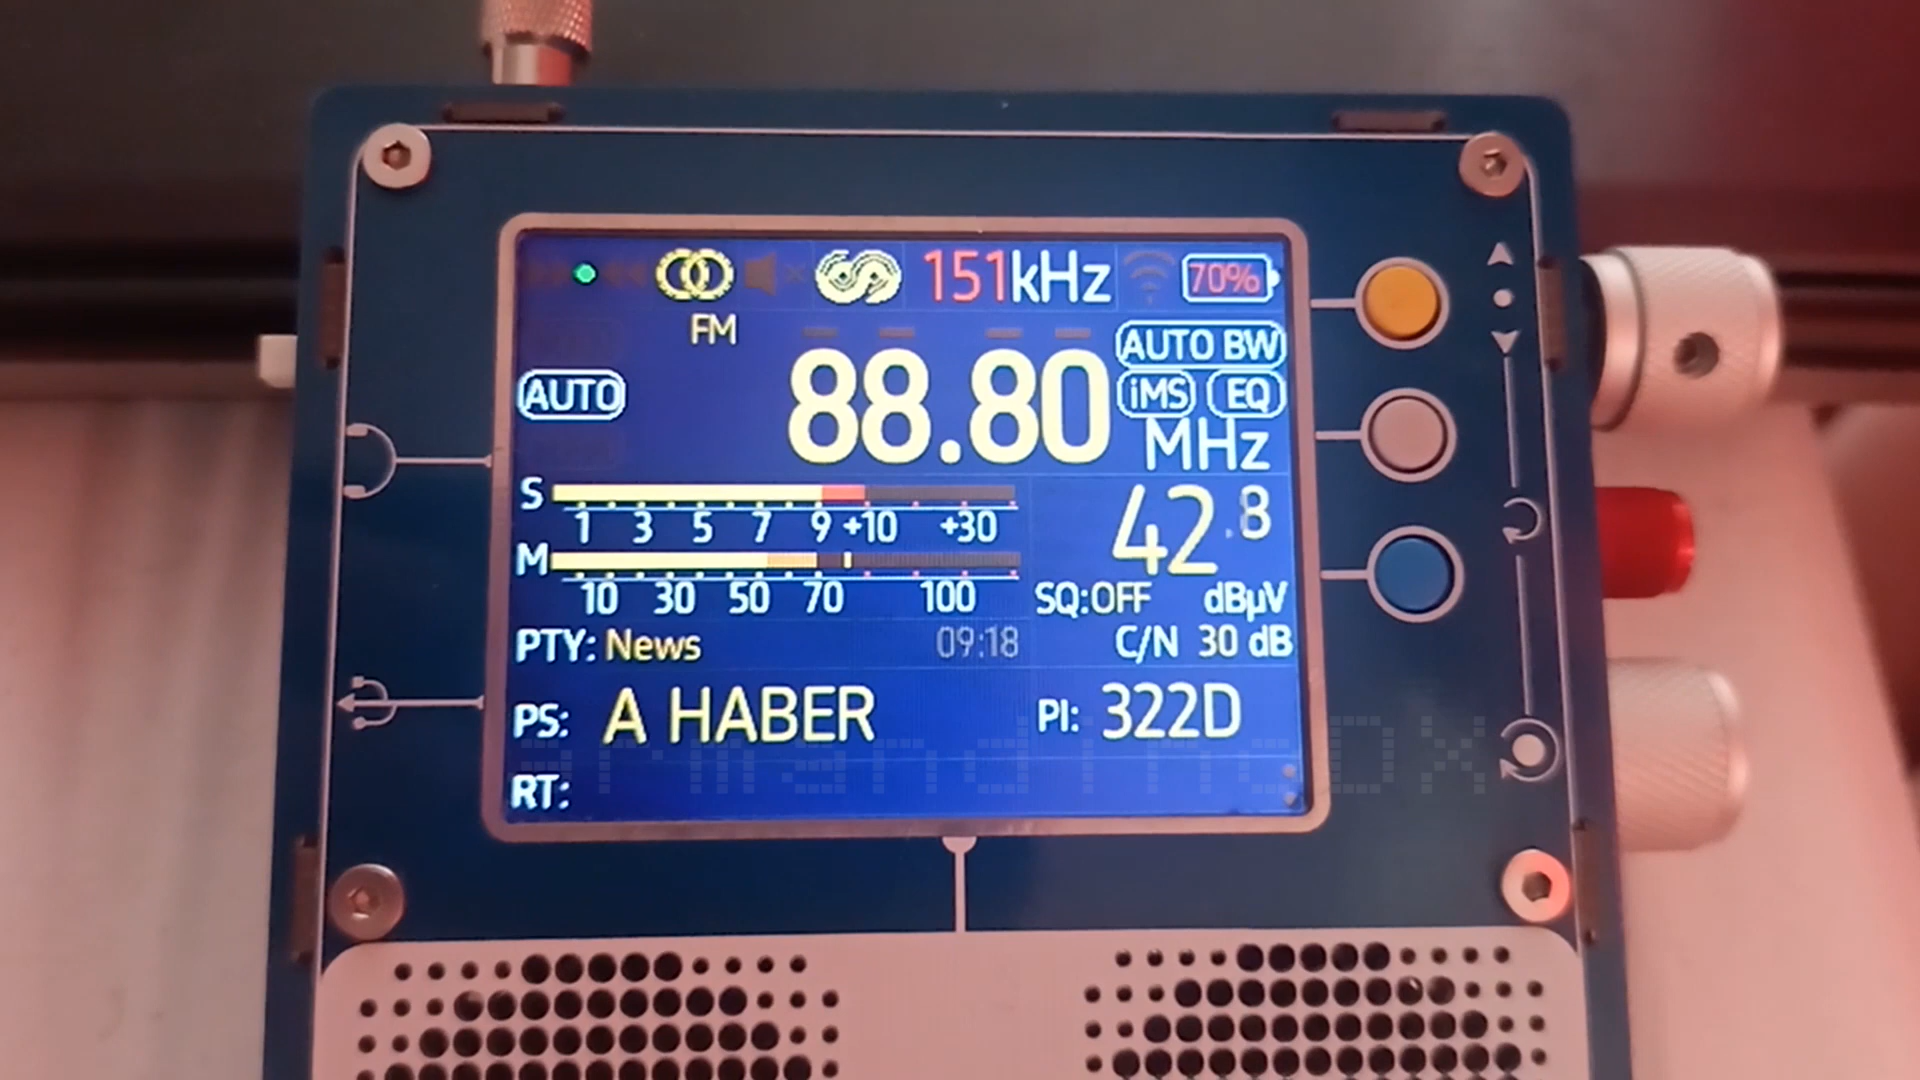 151kHz
70%
FM
AUTO BW
AUTO
88.80
iMS
EQ
MHz
S
1 3 5 7 9 +10 +30
42.8
M
10 30 50 70 100
SQ:OFF
dBµV
PTY: News
09:18
C/N 30 dB
PS: A HABER
PI: 322D
armandinoDX
RT: